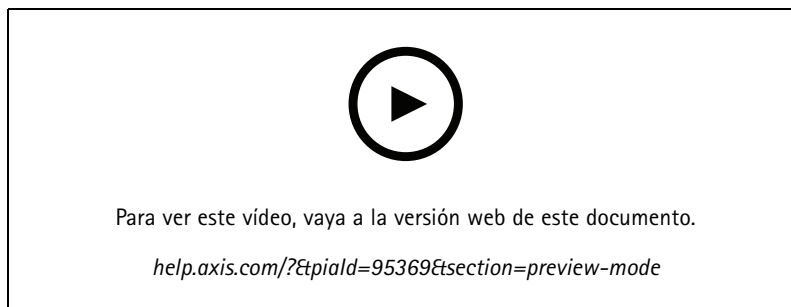 Para ver este vídeo, vaya a la versión web de este documento.
help.axis.com/?&piaId=95369&section=preview-mode